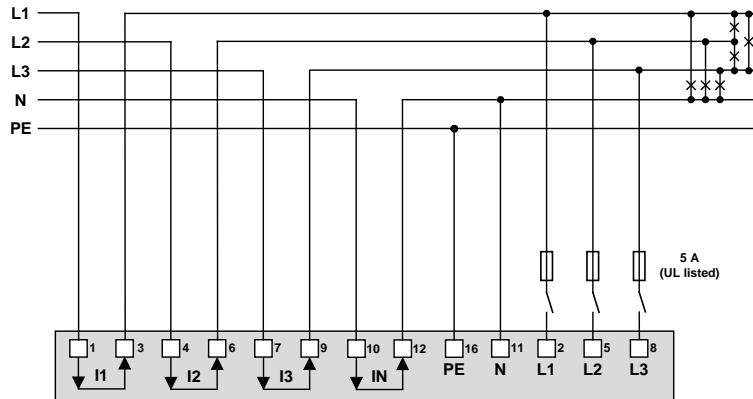 L1
L2
L3
N
PE
5 A
(UL listed)
1 3 4 6 7 9 10 12 16 11 2 5 8
I1 I2 I3 IN PE N L1 L2 L3